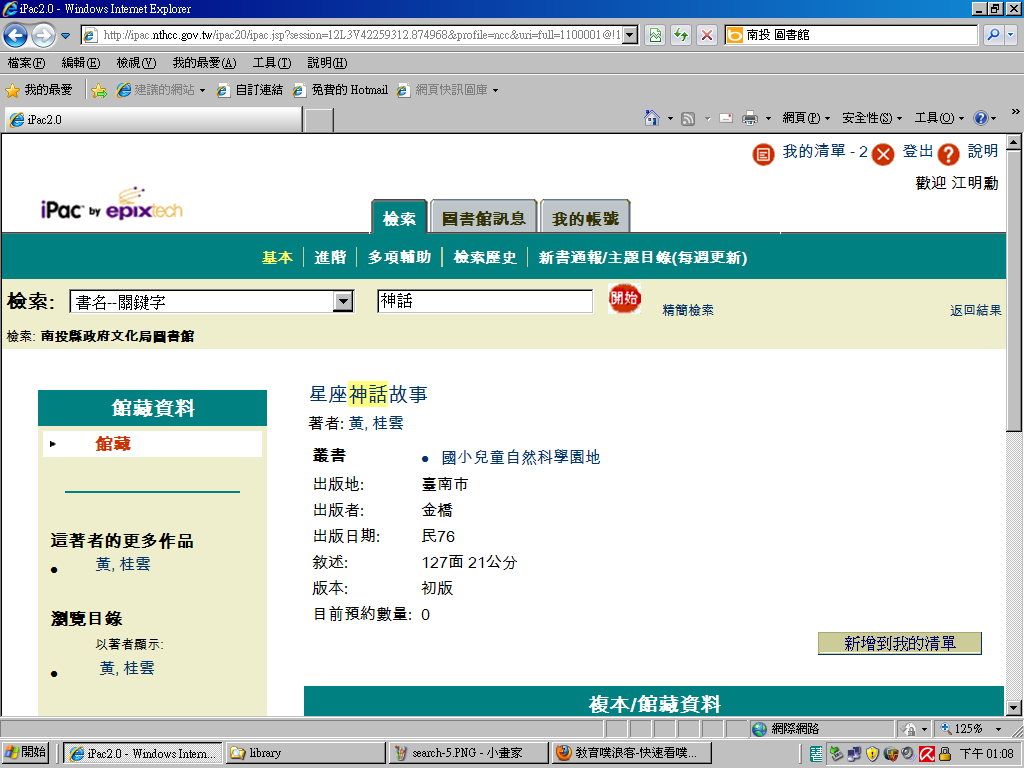 iPac2.0 - Windows Internet Explorer
http://ipac.nthcc.gov.tw/ipac20/ipac.jsp?session=12L3V42259312.874968&profile=ncc&uri=full=1100001@!1
南投 圖書館
檔案(F) 編輯(E) 檢視(V) 我的最愛(A) 工具(T) 說明(H)
我的最愛 建議的網站 自訂連結 免費的 Hotmail 網頁快訊圖庫
iPac2.0 網頁(P) 安全性(S) 工具(O) »
我的清單 - 2 登出 說明
歡迎 江明勳
iPac by epixtech
檢索 圖書館訊息 我的帳號
基本 進階 多項輔助 檢索歷史 新書通報/主題目錄(每週更新)
檢索: 書名--關鍵字 神話 開始 精簡檢索 返回結果
檢索: 南投縣政府文化局圖書館
館藏資料
館藏
這著者的更多作品
黃, 桂雲
瀏覽目錄
以著者顯示:
黃, 桂雲
星座神話故事
著者: 黃, 桂雲
叢書 • 國小兒童自然科學園地
出版地: 臺南市
出版者: 金橋
出版日期: 民76
敘述: 127面 21公分
版本: 初版
目前預約數量: 0
新增到我的清單
複本/館藏資料
網際網路 125%
開始 iPac2.0 - Windows Intern... library search-5.PNG - 小畫家 教育噗浪客-快速看噗... 下午 01:08